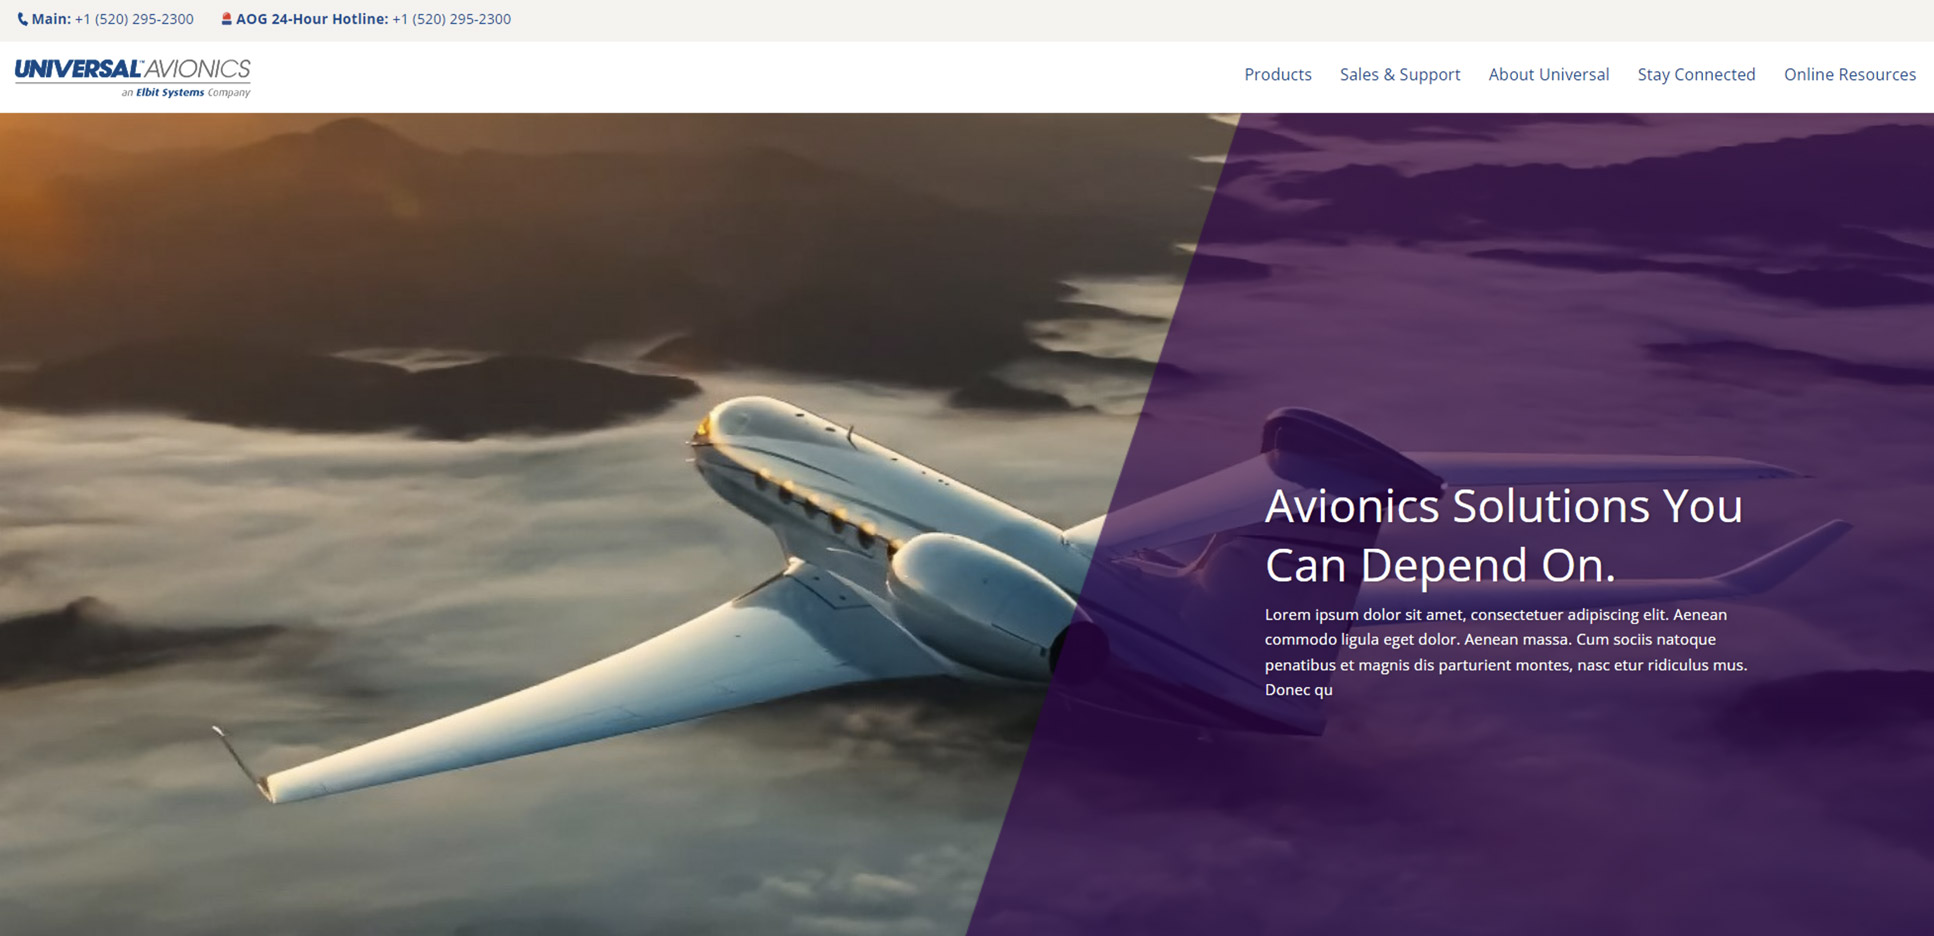 Main: +1 (520) 295-2300 AOG 24-Hour Hotline: +1 (520) 295-2300
UNIVERSAL™ AVIONICS
an Elbit Systems Company
Products Sales & Support About Universal Stay Connected Online Resources
Avionics Solutions You
Can Depend On.
Lorem ipsum dolor sit amet, consectetuer adipiscing elit. Aenean
commodo ligula eget dolor. Aenean massa. Cum sociis natoque
penatibus et magnis dis parturient montes, nasc etur ridiculus mus.
Donec qu